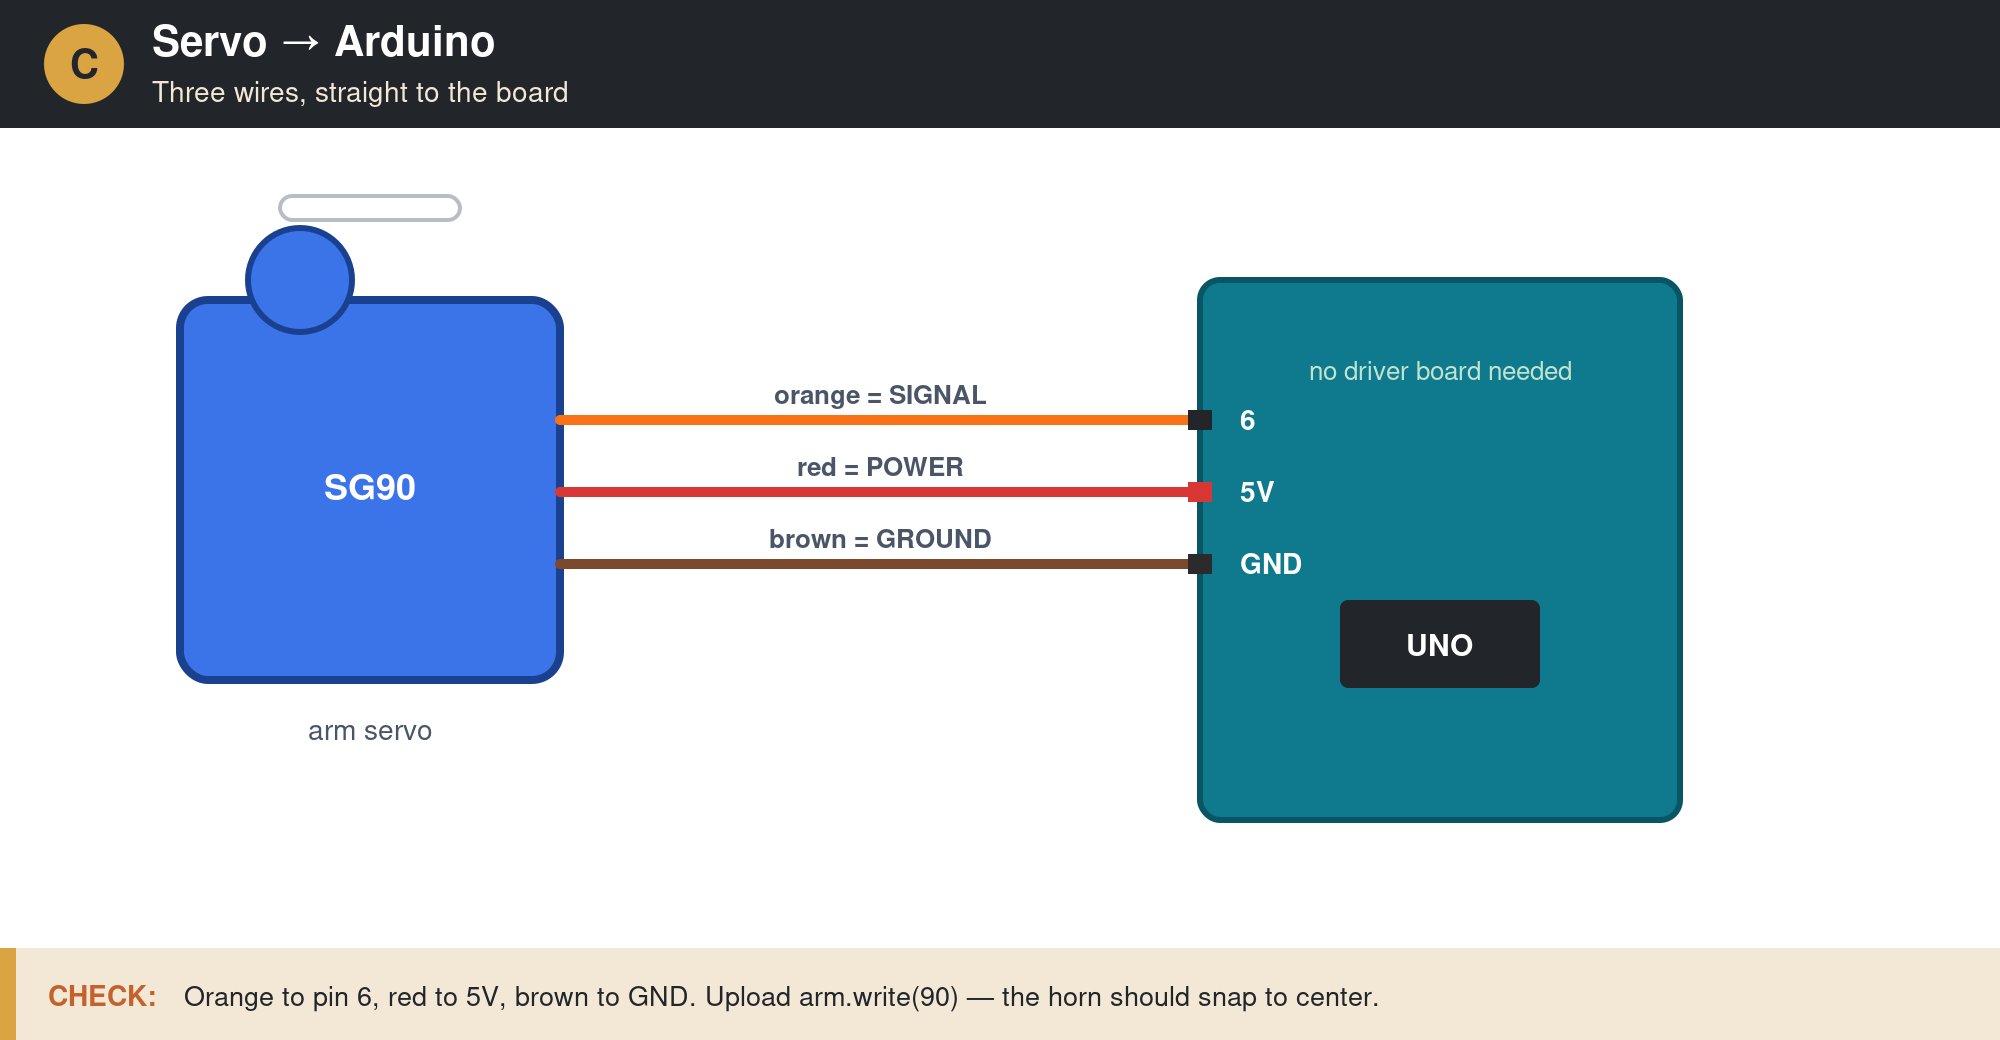 C
Servo → Arduino
Three wires, straight to the board
no driver board needed
orange = SIGNAL
6
red = POWER
SG90
5V
brown = GROUND
GND
UNO
arm servo
CHECK: Orange to pin 6, red to 5V, brown to GND. Upload arm.write(90) — the horn should snap to center.